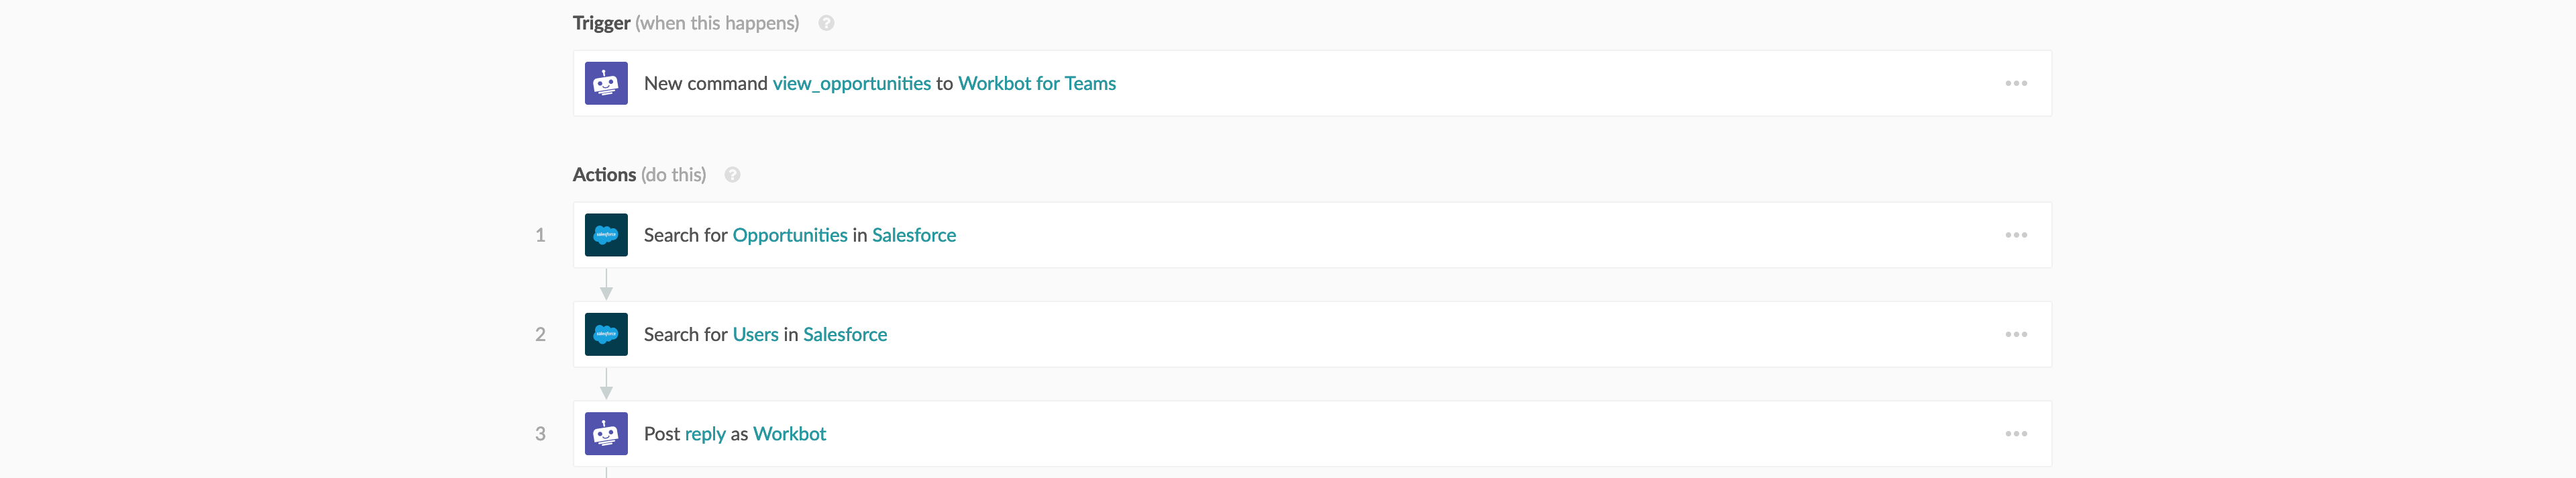 Trigger (when this happens) ?
New command view_opportunities to Workbot for Teams
Actions (do this) ?
1 Search for Opportunities in Salesforce
2 Search for Users in Salesforce
3 Post reply as Workbot